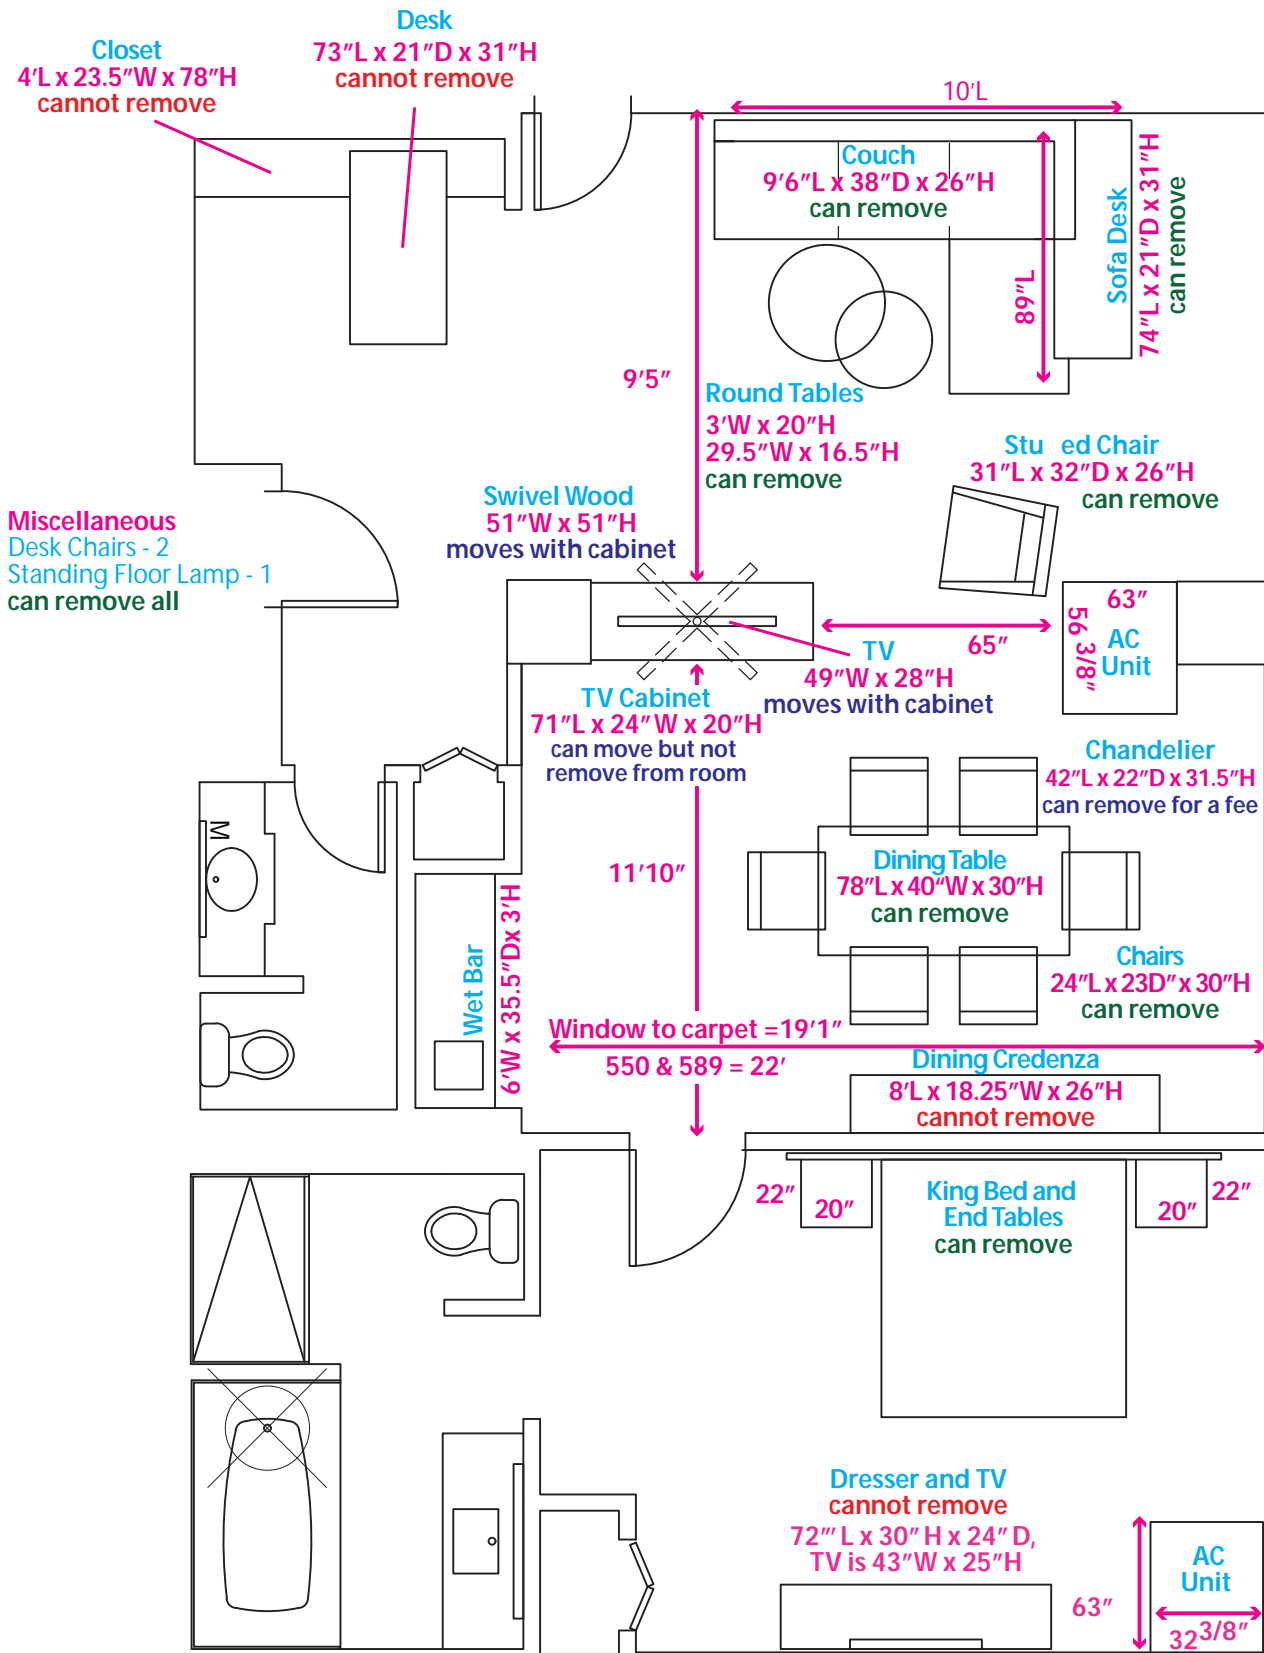 Desk
73"L x 21"D x 31"H
cannot remove
Closet
4'L x 23.5"W x 78"H
cannot remove
10'L
Couch
9'6"L x 38"D x 26"H
can remove
Sofa Desk
74"L x 21"D x 31"H
can remove
89"L
9'5"
Round Tables
3'W x 20"H
29.5"W x 16.5"H
can remove
Stu ed Chair
31"L x 32"D x 26"H
can remove
Swivel Wood
51"W x 51"H
moves with cabinet
Miscellaneous
Desk Chairs - 2
Standing Floor Lamp - 1
can remove all
63"
56 3/8"
AC
Unit
65"
TV
49"W x 28"H
moves with cabinet
TV Cabinet
71"L x 24"W x 20"H
can move but not
remove from room
Chandelier
42"L x 22"D x 31.5"H
can remove for a fee
M
11'10"
Dining Table
78"L x 40"W x 30"H
can remove
Wet Bar
6'W x 35.5"Dx 3'H
Chairs
24"L x 23D" x 30"H
can remove
Window to carpet =19'1"
550 & 589 = 22'
Dining Credenza
8'L x 18.25"W x 26"H
cannot remove
22"
20"
King Bed and
End Tables
can remove
20"
22"
Dresser and TV
cannot remove
72"' L x 30" H x 24" D,
TV is 43"W x 25"H
63"
AC
Unit
32 3/8"